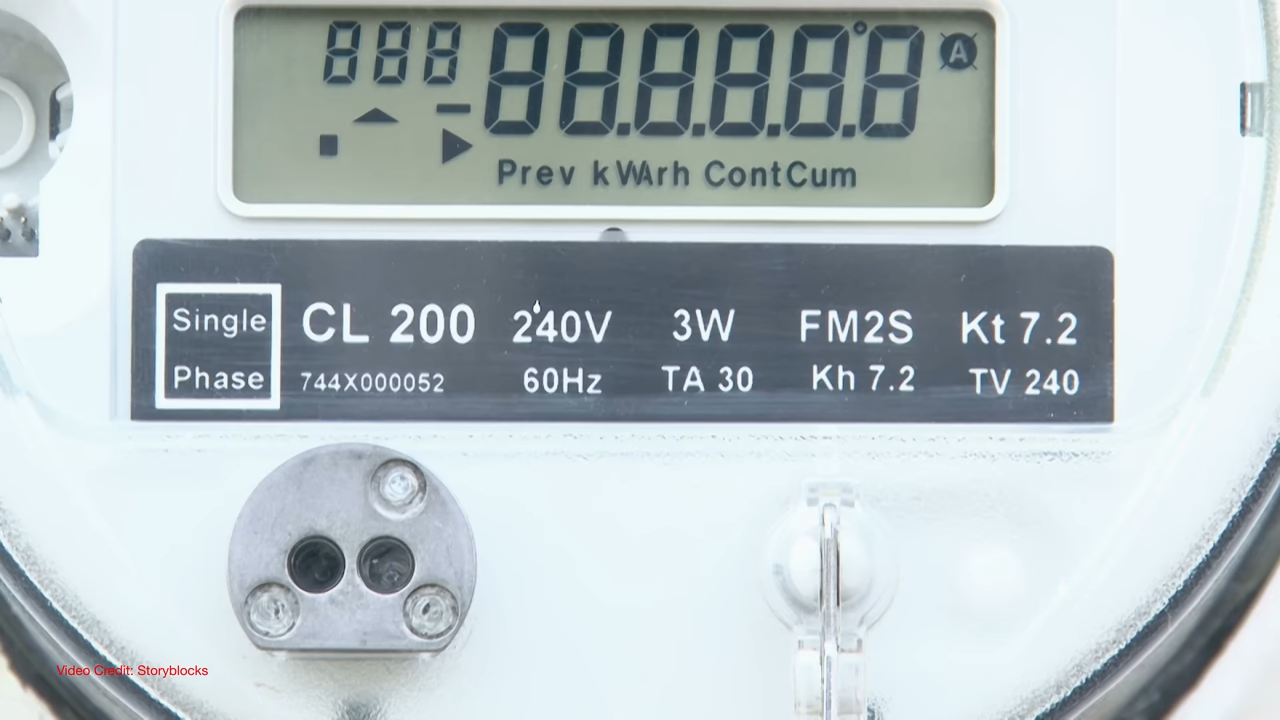 888 88.8.8.8.8° A
Prev kWArh ContCum
Single Phase
CL 200 240V 3W FM2S Kt 7.2
744X000052 60Hz TA 30 Kh 7.2 TV 240
Video Credit: Storyblocks